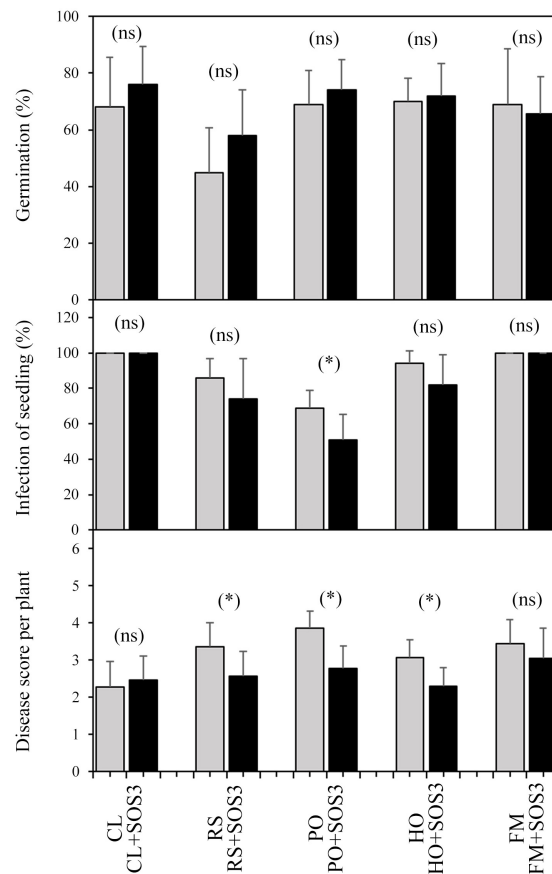 Germination (%)
100
80
60
40
20
0
(ns)
(ns)
(ns)
(ns)
(ns)
Infection of seedling (%)
120
100
80
60
40
20
0
(ns)
(ns)
(*)
(ns)
(ns)
Disease score per plant
6
5
4
3
2
1
0
(ns)
(*)
(*)
(*)
(ns)
CL
CL+SOS3
RS
RS+SOS3
PO
PO+SOS3
HO
HO+SOS3
FM
FM+SOS3